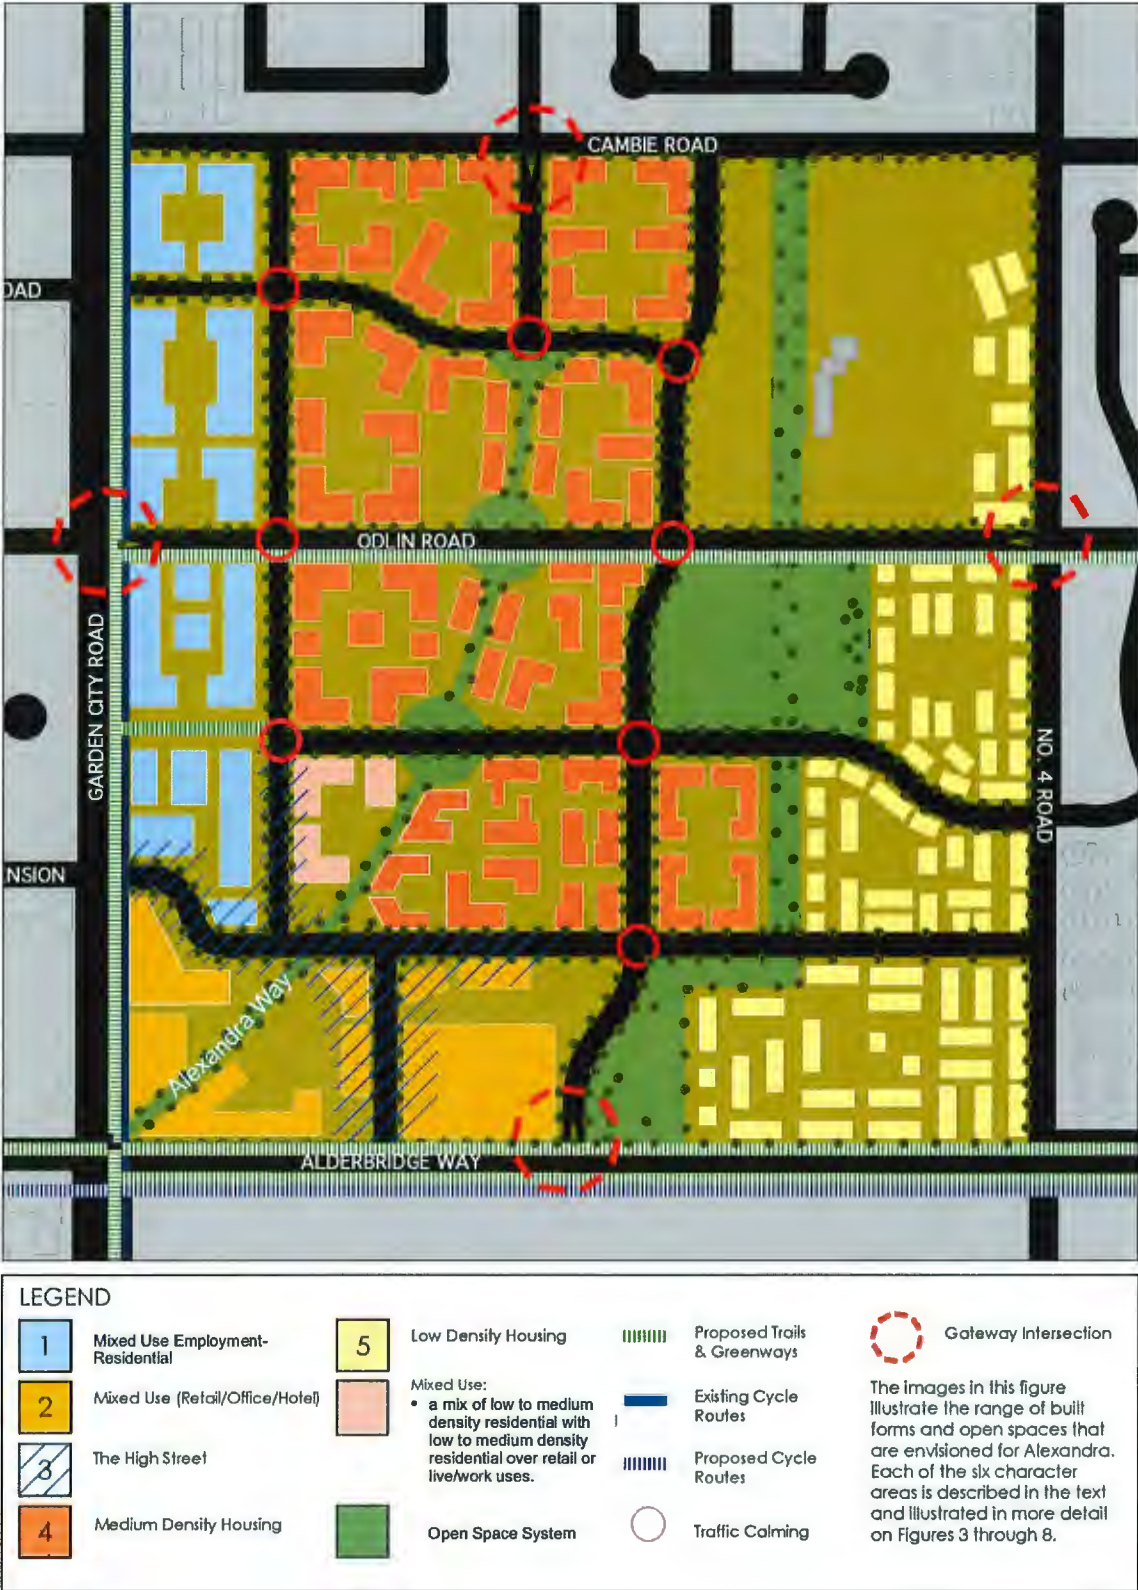 CAMBIE ROAD
OAD
ODLIN ROAD
GARDEN CITY ROAD
NO. 4 ROAD
NSION
Alexandra Way
ALDERBRIDGE WAY
LEGEND
1
Mixed Use Employment-
Residential
2
Mixed Use (Retail/Office/Hotel)
3
The High Street
4
Medium Density Housing
5
Low Density Housing
Mixed Use:
• a mix of low to medium
density residential with
low to medium density
residential over retail or
live/work uses.
Open Space System
Proposed Trails
& Greenways
Existing Cycle
Routes
Proposed Cycle
Routes
Traffic Calming
Gateway Intersection
The images in this figure
illustrate the range of built
forms and open spaces that
are envisioned for Alexandra.
Each of the six character
areas is described in the text
and illustrated in more detail
on Figures 3 through 8.